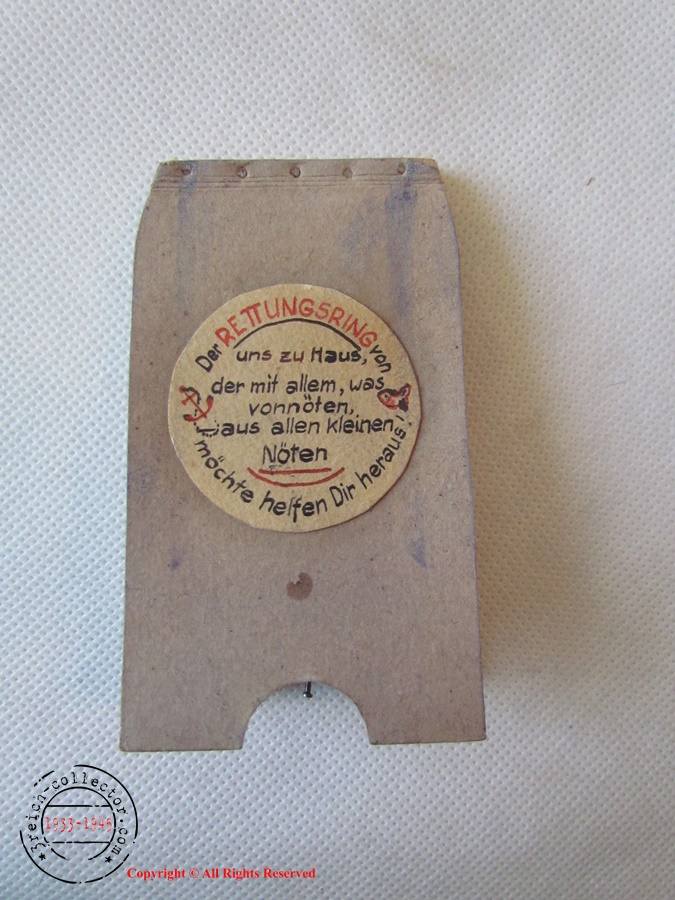 Der RETTUNGSRING von
uns zu Haus,
der mit allem, was
vonnöten,
aus allen kleinen
Nöten
möchte helfen Dir heraus!
3reich-collector.com
1933-1945
Copyright © All Rights Reserved